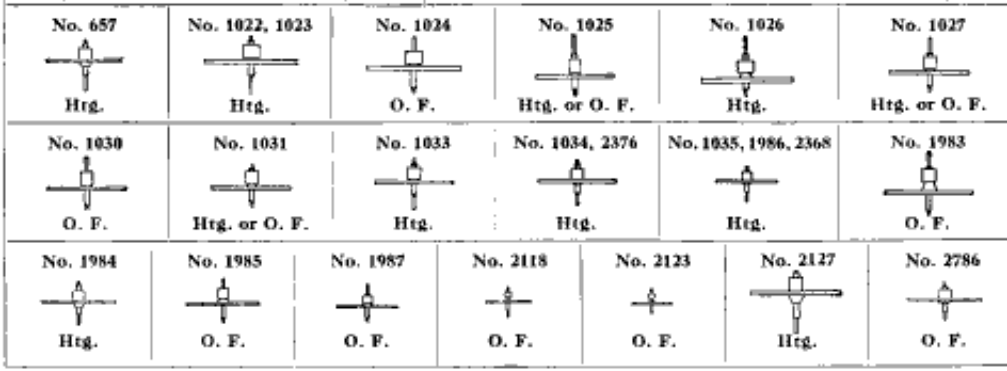 No. 657 No. 1022, 1023 No. 1024 No. 1025 No. 1026 No. 1027
Htg. Htg. O. F. Htg. or O. F. Htg. Htg. or O. F.
No. 1030 No. 1031 No. 1033 No. 1034, 2376 No. 1035, 1986, 2368 No. 1983
O. F. Htg. or O. F. Htg. Htg. Htg. O. F.
No. 1984 No. 1985 No. 1987 No. 2118 No. 2123 No. 2127 No. 2786
Htg. O. F. O. F. O. F. O. F. Htg. O. F.